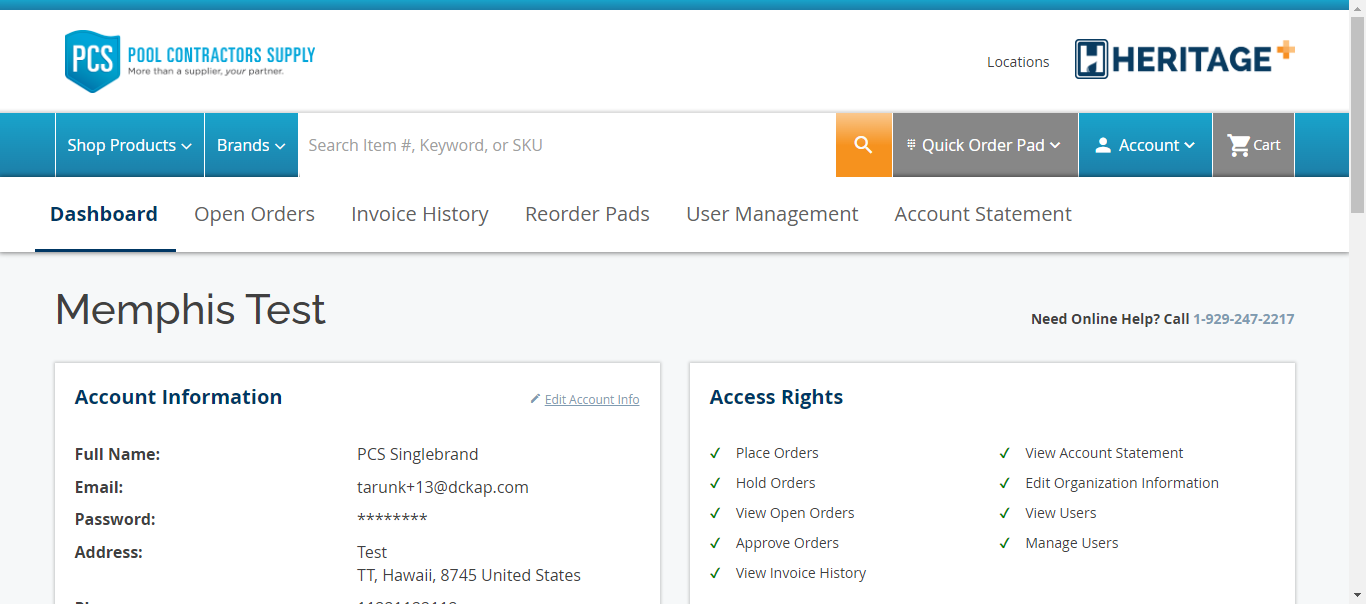 PCS POOL CONTRACTORS SUPPLY
More than a supplier, your partner.
Locations
HERITAGE
Shop Products
Brands
Search Item #, Keyword, or SKU
Quick Order Pad
Account
Cart
Dashboard
Open Orders
Invoice History
Reorder Pads
User Management
Account Statement
Memphis Test
Need Online Help? Call 1-929-247-2217
Account Information
Edit Account Info
Full Name: PCS Singlebrand
Email: tarunk+13@dckap.com
Password: ********
Address: Test
TT, Hawaii, 8745 United States
Access Rights
Place Orders
Hold Orders
View Open Orders
Approve Orders
View Invoice History
View Account Statement
Edit Organization Information
View Users
Manage Users